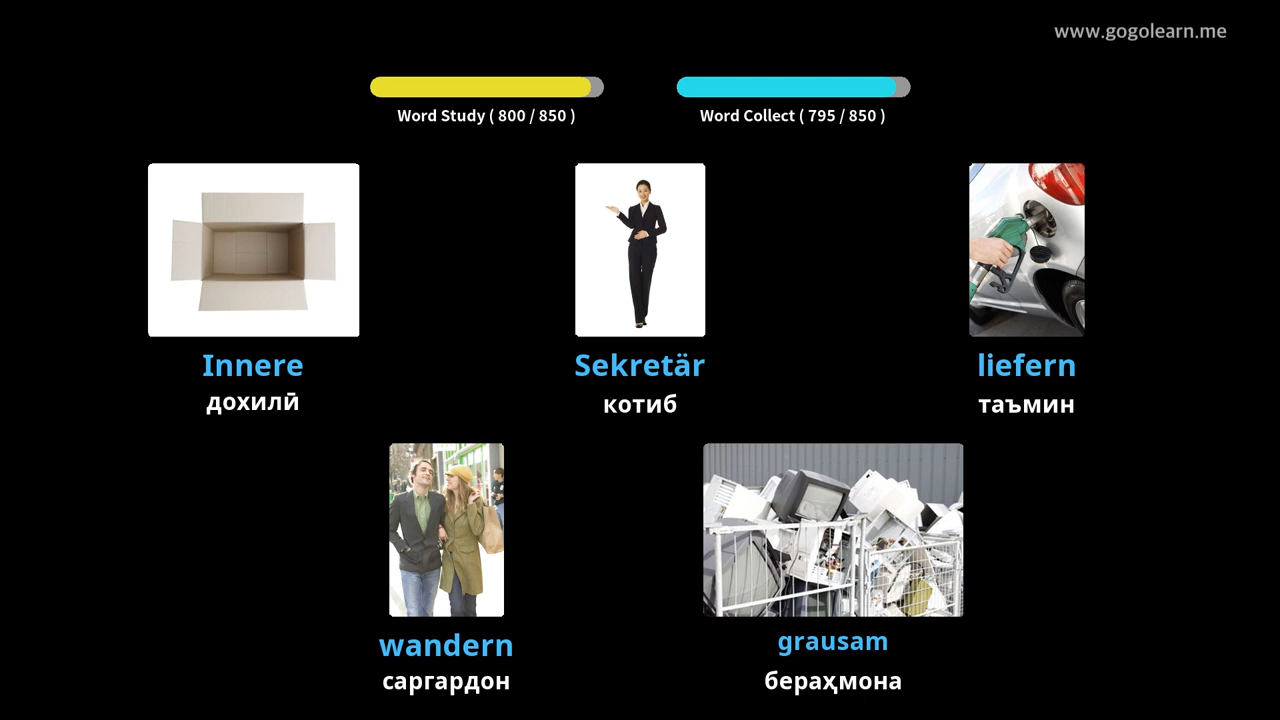 www.gogolearn.me
Word Study ( 800 / 850 )
Word Collect ( 795 / 850 )
Innere
дохилӣ
Sekretär
котиб
liefern
таъмин
wandern
саргардон
grausam
бераҳмона